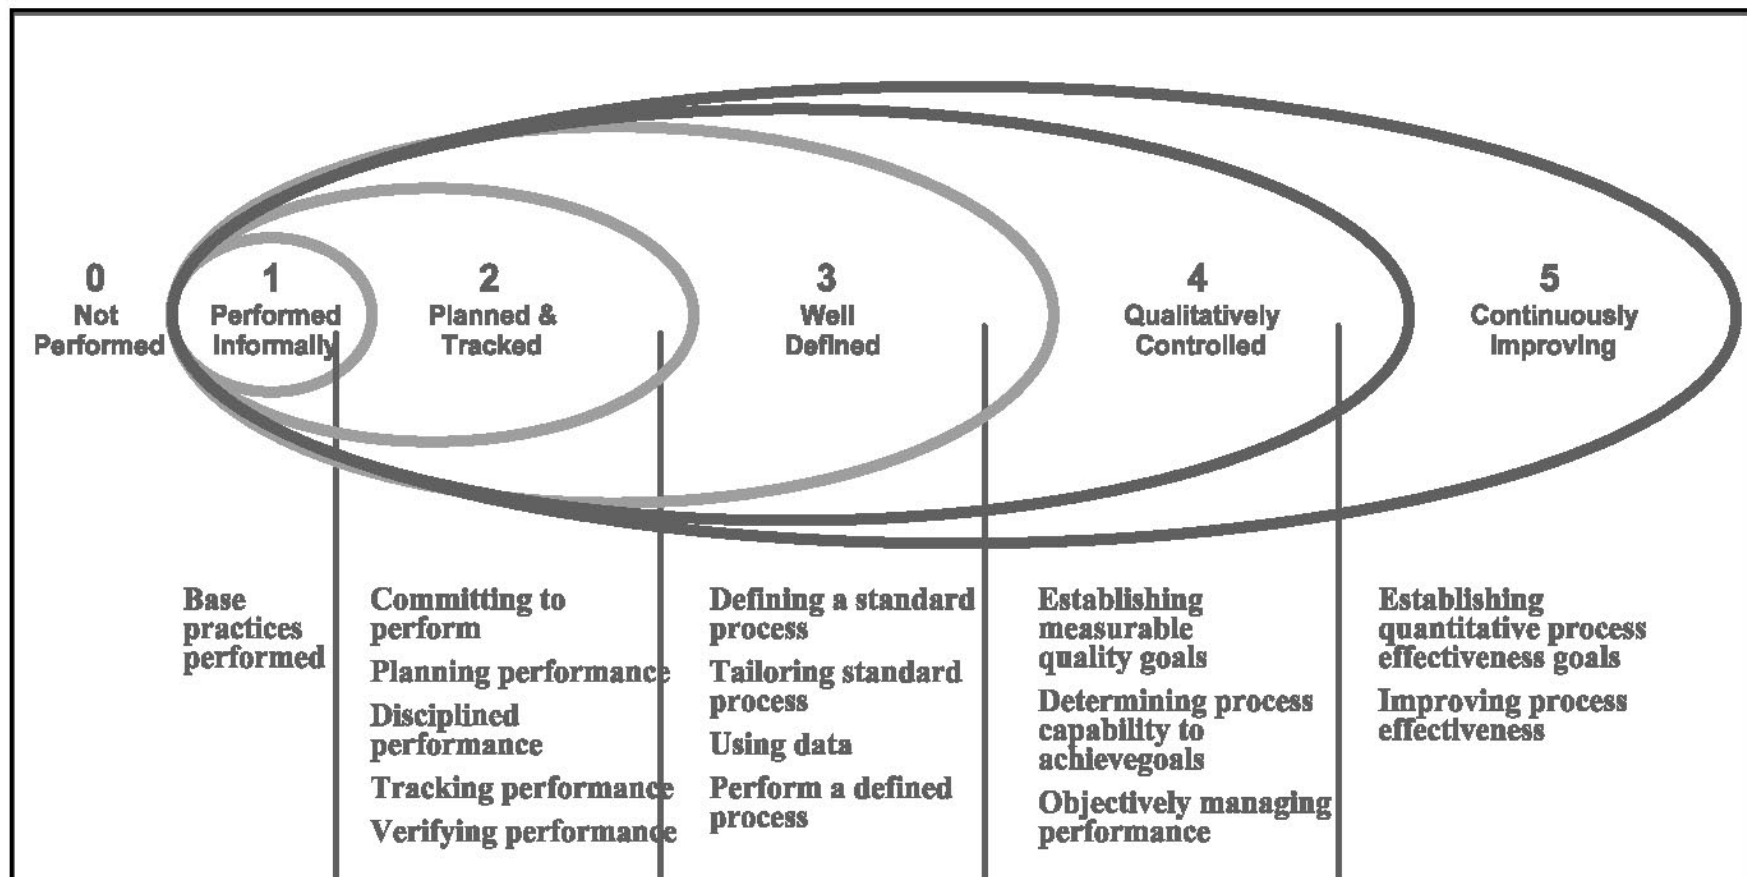 0
Not
Performed
1
Performed
Informally
2
Planned &
Tracked
3
Well
Defined
4
Qualitatively
Controlled
5
Continuously
Improving
Base
practices
performed
Committing to
perform
Planning performance
Disciplined
performance
Tracking performance
Verifying performance
Defining a standard
process
Tailoring standard
process
Using data
Perform a defined
process
Establishing
measurable
quality goals
Determining process
capability to
achievegoals
Objectively managing
performance
Establishing
quantitative process
effectiveness goals
Improving process
effectiveness